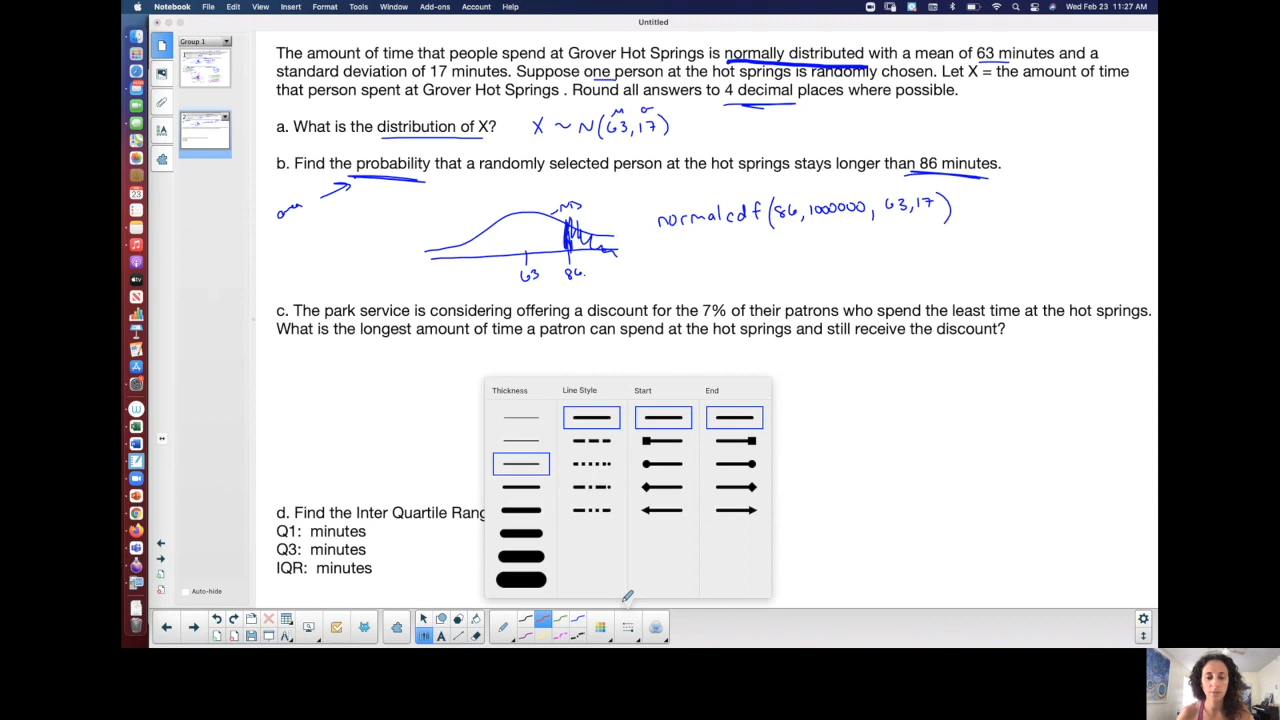 Notebook File Edit View Insert Format Tools Window Add-ons Account Help Wed Feb 23 11:27 AM
Untitled
Group 1
The amount of time that people spend at Grover Hot Springs is normally distributed with a mean of 63 minutes and a
standard deviation of 17 minutes. Suppose one person at the hot springs is randomly chosen. Let X = the amount of time
that person spent at Grover Hot Springs . Round all answers to 4 decimal places where possible.
μ σ
a. What is the distribution of X? X ~ N(63,17)
b. Find the probability that a randomly selected person at the hot springs stays longer than 86 minutes.
area
normalcdf(86,1000000, 63,17)
63 86.
c. The park service is considering offering a discount for the 7% of their patrons who spend the least time at the hot springs.
What is the longest amount of time a patron can spend at the hot springs and still receive the discount?
Thickness Line Style Start End
d. Find the Inter Quartile Rang
Q1: minutes
Q3: minutes
IQR: minutes
Auto-hide